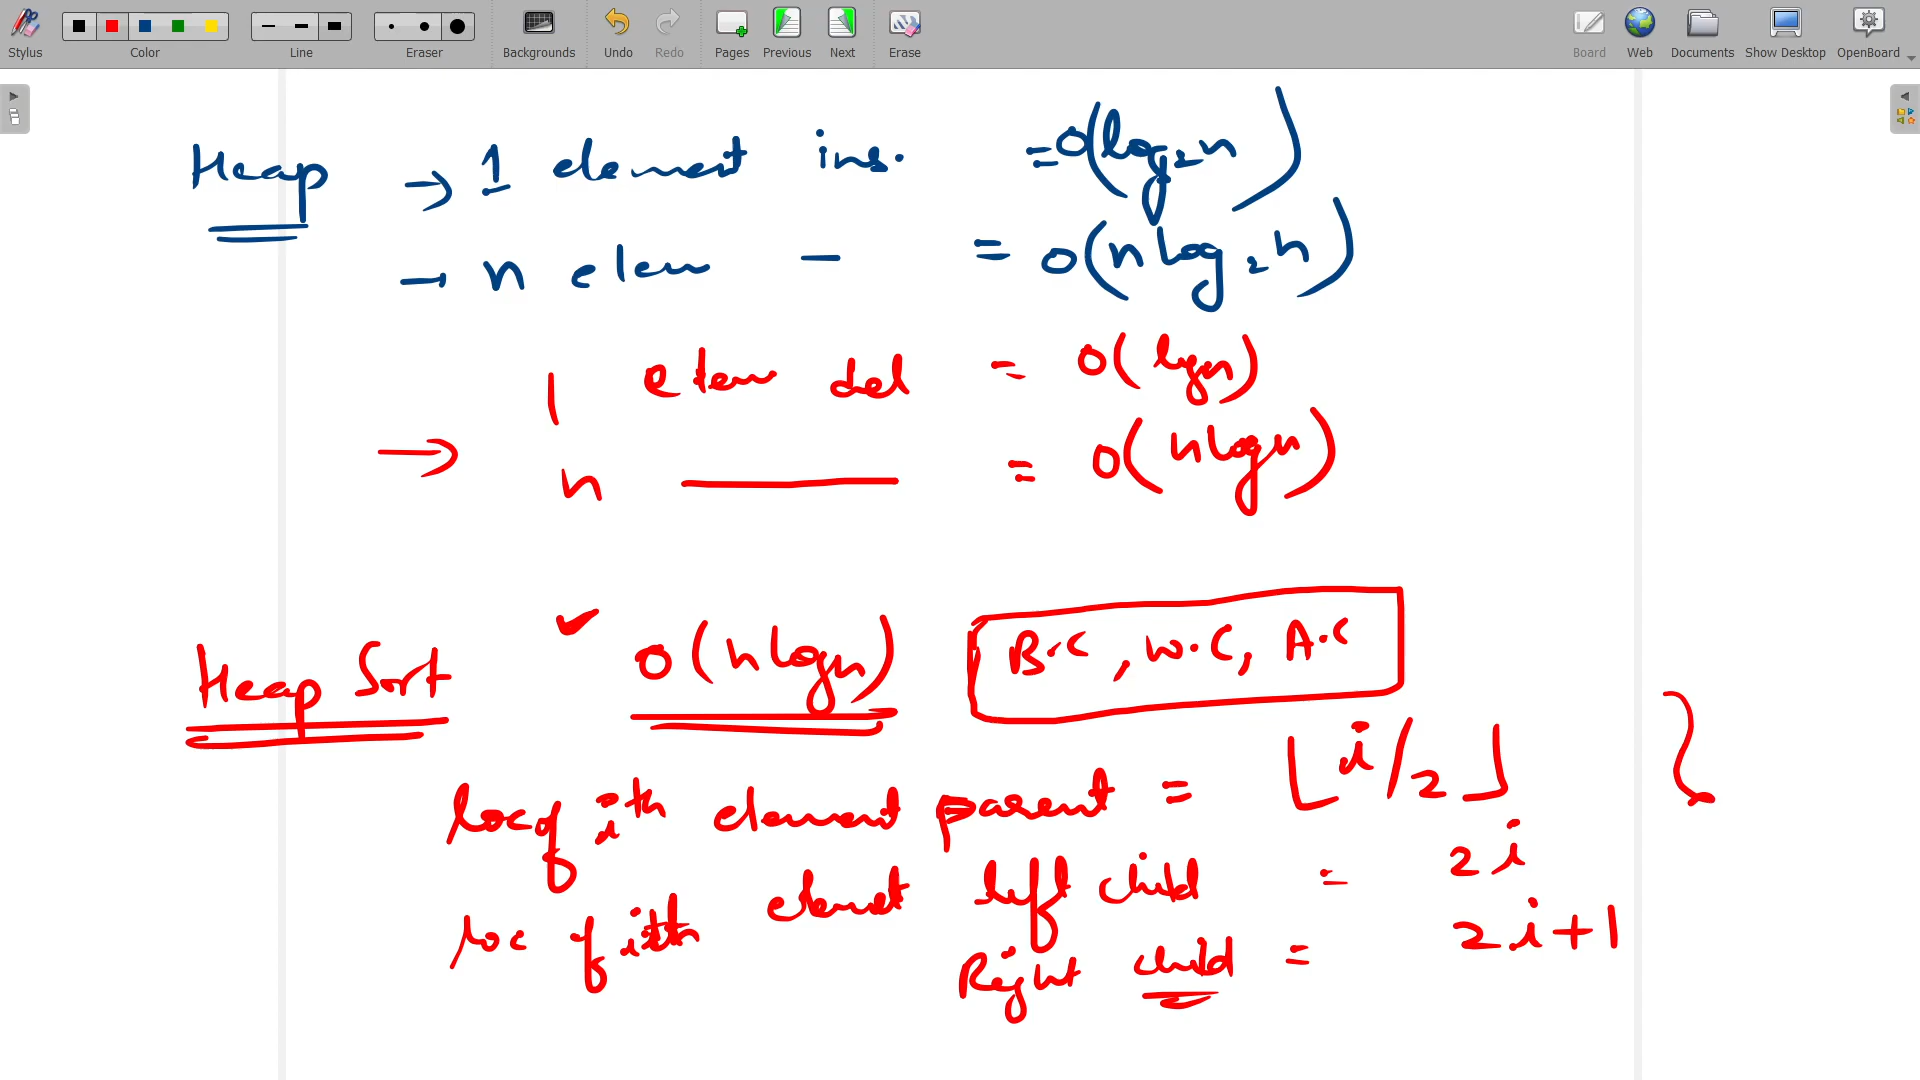 Stylus Color Line Eraser Backgrounds Undo Redo Pages Previous Next Erase Board Web Documents Show Desktop OpenBoard
Heap → 1 element ins. = O(log₂n)
→ n elem — = O(n log₂n)
1 elem del = O(lgn)
→ n ——— = O(n logn)
Heap Sort ✓ O(n logn) B.C, W.C, A.C
loc of ith element parent = ⌊i/2⌋
loc of ith element left child = 2i
Right child = 2i+1